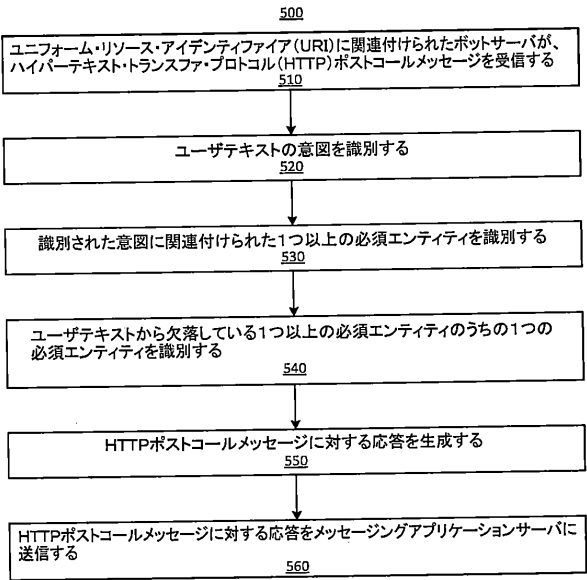 500
ユニフォーム・リソース・アイデンティファイア(URI)に関連付けられたボットサーバが、
ハイパーテキスト・トランスファ・プロトコル(HTTP)ポストコールメッセージを受信する
510
ユーザテキストの意図を識別する
520
識別された意図に関連付けられた1つ以上の必須エンティティを識別する
530
ユーザテキストから欠落している1つ以上の必須エンティティのうちの1つの
必須エンティティを識別する
540
HTTPポストコールメッセージに対する応答を生成する
550
HTTPポストコールメッセージに対する応答をメッセージングアプリケーションサーバに
送信する
560